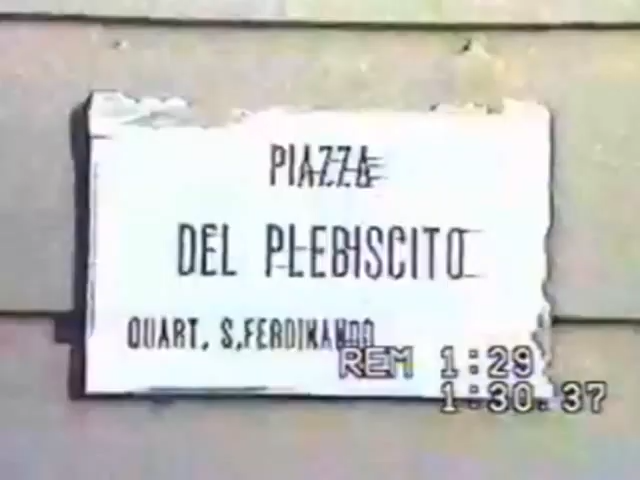 PIAZZA
DEL PLEBISCITO
QUART. S.FERDINANDO
REM 1:29
1:30.37